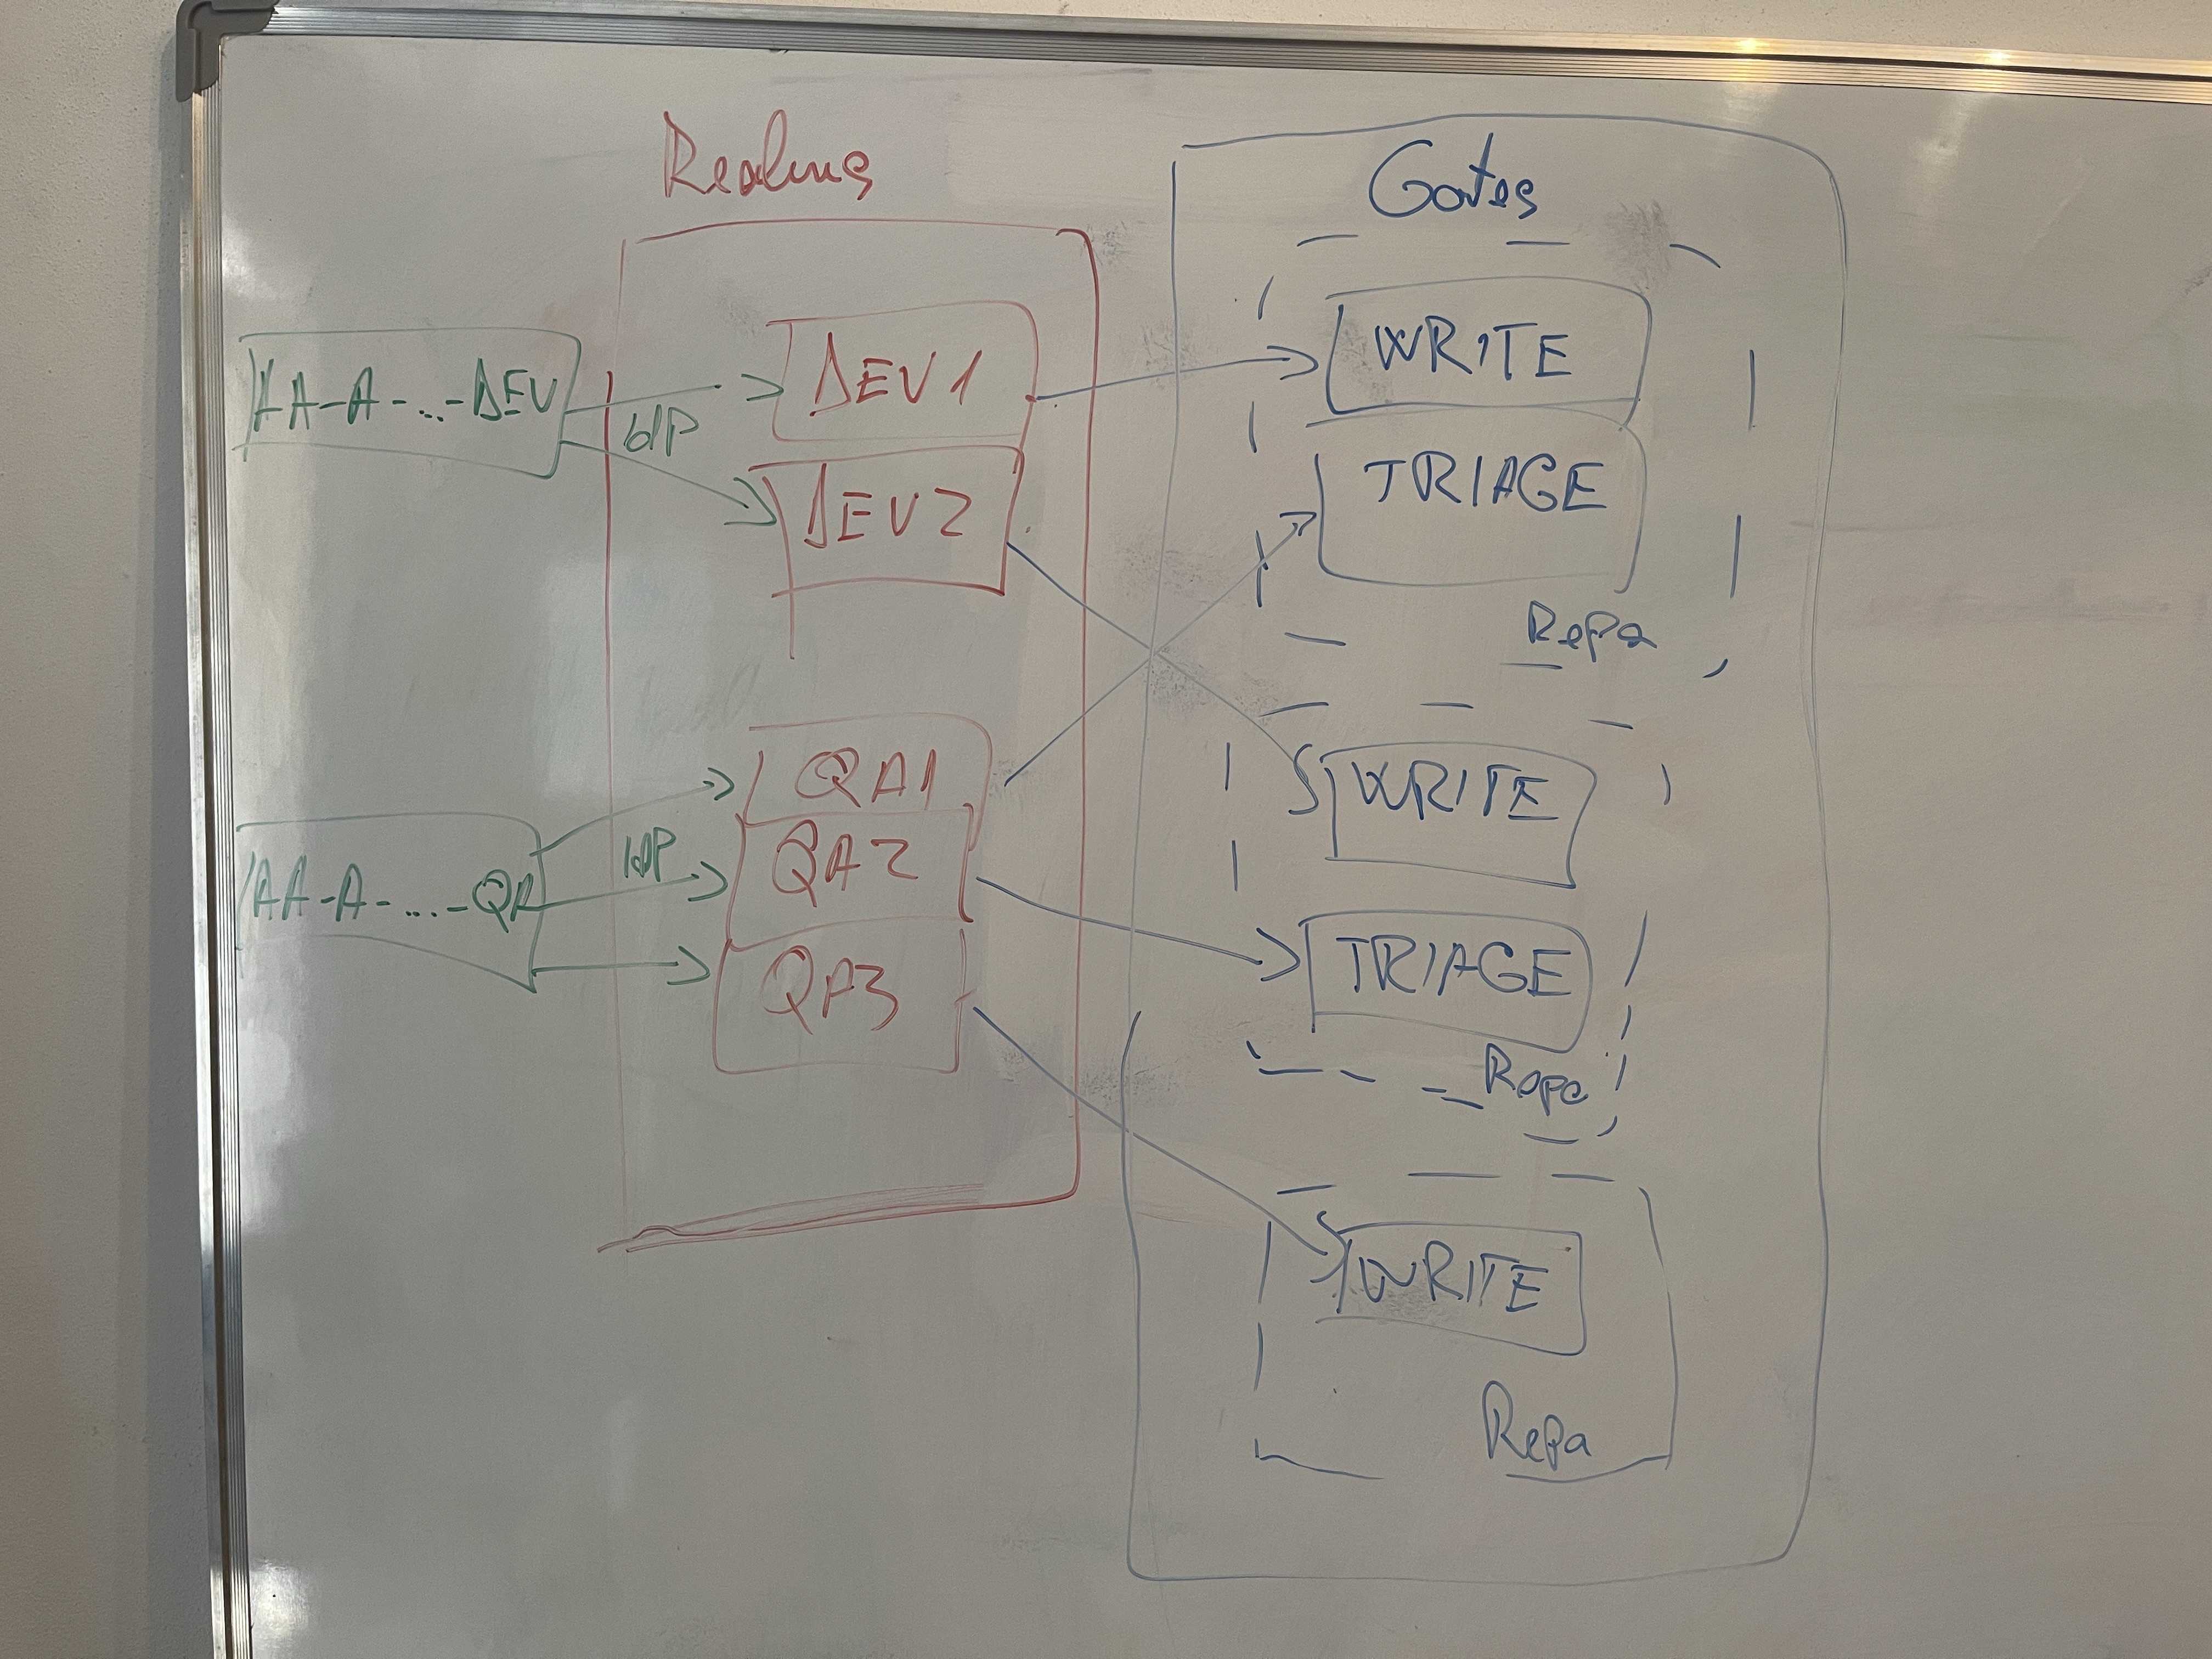 Realms
Gates
AA-A-...-DEV
IdP
DEV1
DEV2
WRITE
TRIAGE
Repo
AA-A-...-QA
IdP
QA1
QA2
QA3
WRITE
TRIAGE
Repo
WRITE
Repo